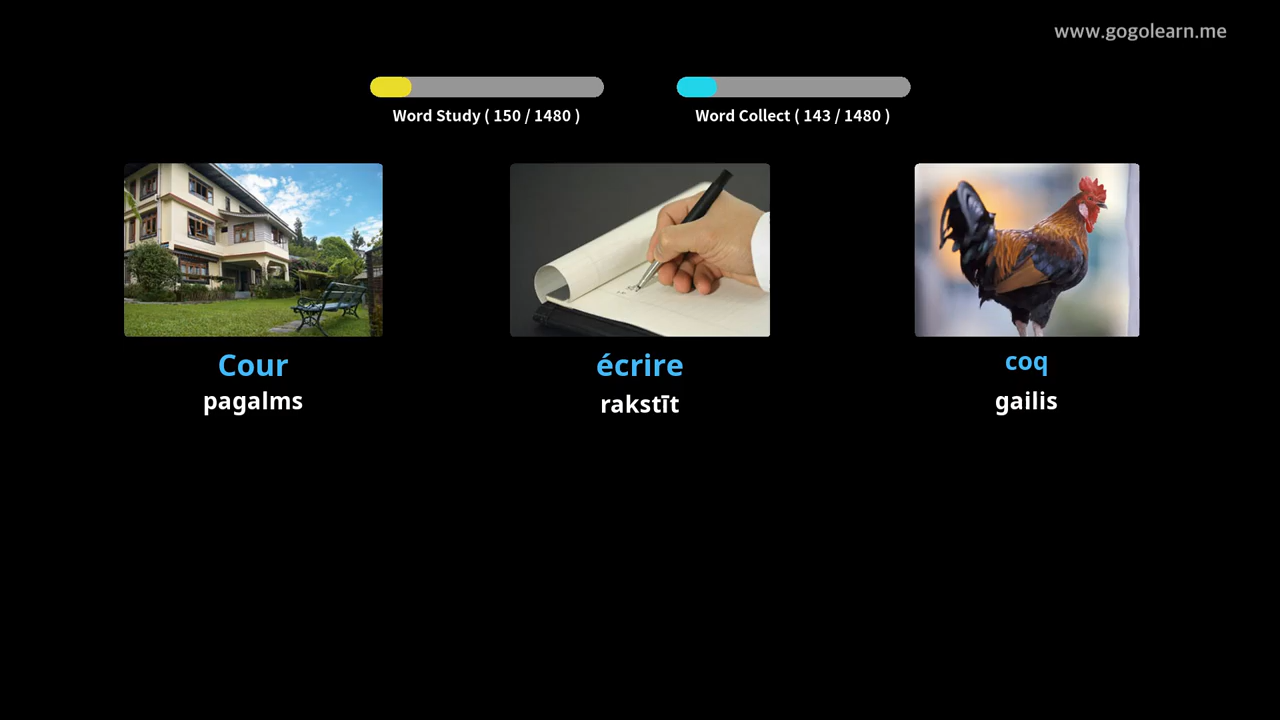 www.gogolearn.me
Word Study ( 150 / 1480 )
Word Collect ( 143 / 1480 )
Cour
écrire
coq
pagalms
rakstīt
gailis